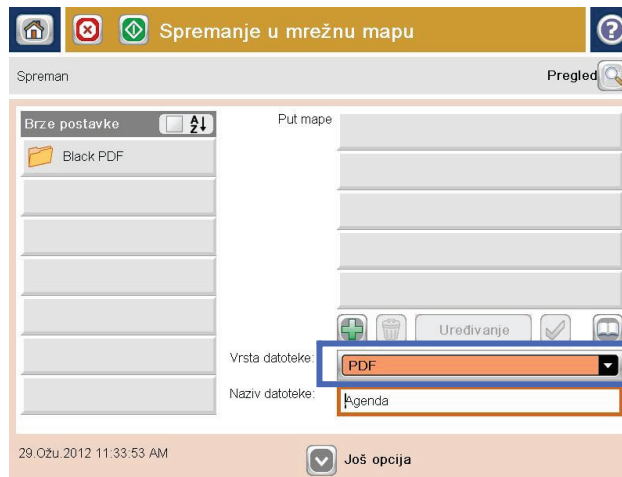 Spremanje u mrežnu mapu
Spreman
Pregled
Brze postavke
Put mape
Black PDF
Uređivanje
Vrsta datoteke:
PDF
Naziv datoteke:
Agenda
29.Ožu.2012 11:33:53 AM
Još opcija